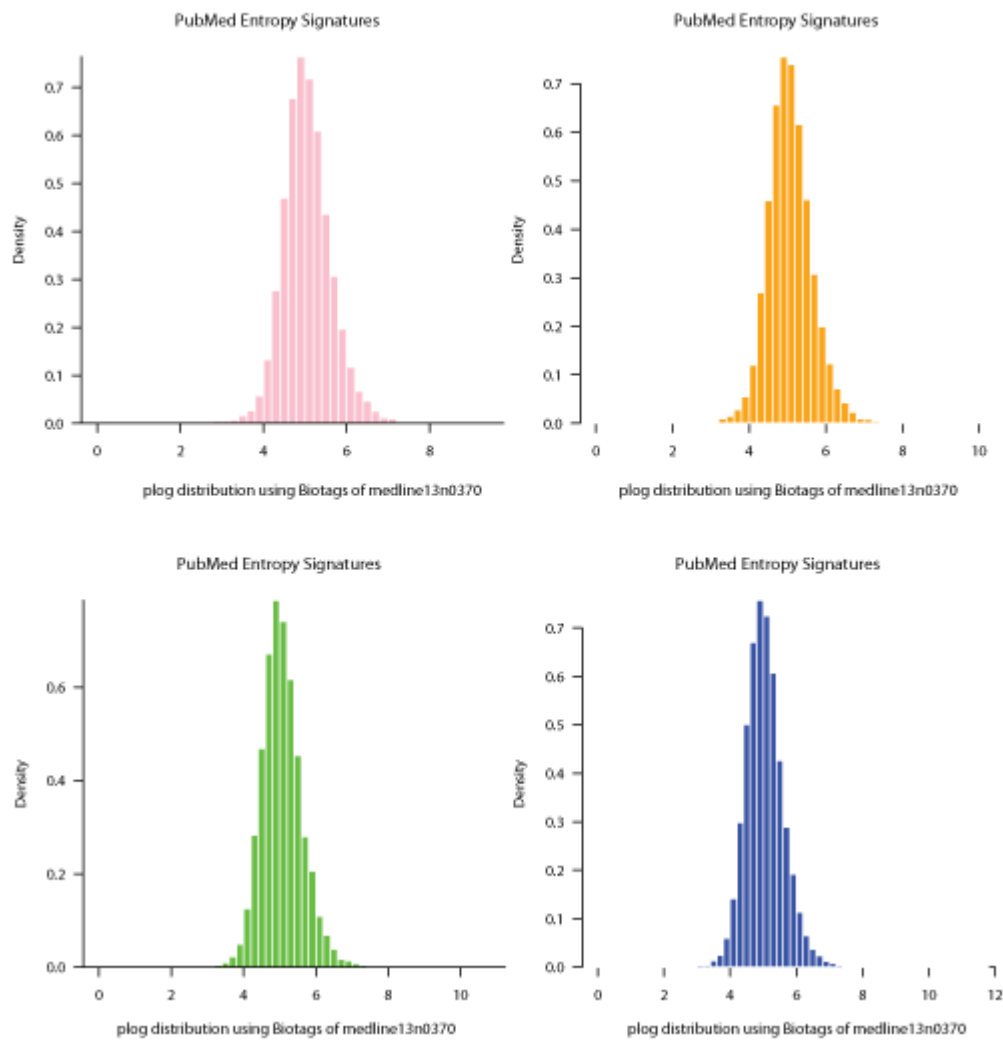 PubMed Entropy Signatures
0.7
0.6
0.5
0.4
0.3
0.2
0.1
0.0
Density
0 2 4 6 8
plog distribution using Biotags of medline13n0370
PubMed Entropy Signatures
0.7
0.6
0.5
0.4
0.3
0.2
0.1
0.0
Density
0 2 4 6 8 10
plog distribution using Biotags of medline13n0370
PubMed Entropy Signatures
0.6
0.4
0.2
0.0
Density
0 2 4 6 8 10
plog distribution using Biotags of medline13n0370
PubMed Entropy Signatures
0.7
0.6
0.5
0.4
0.3
0.2
0.1
0.0
Density
0 2 4 6 8 10 12
plog distribution using Biotags of medline13n0370